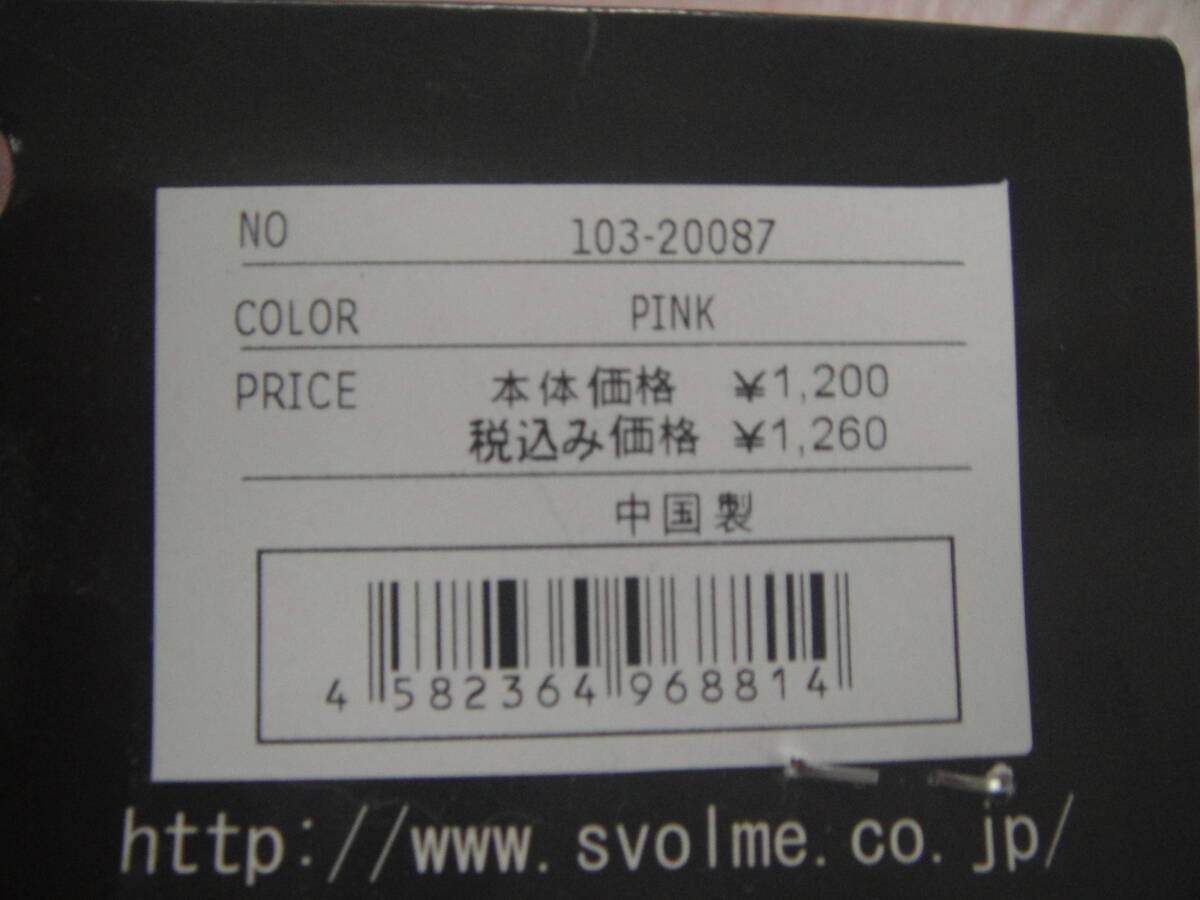 NO 103-20087
COLOR PINK
PRICE 本体価格 ¥1,200
税込み価格 ¥1,260
中国製
4 582364 968814
http://www.svolme.co.jp/